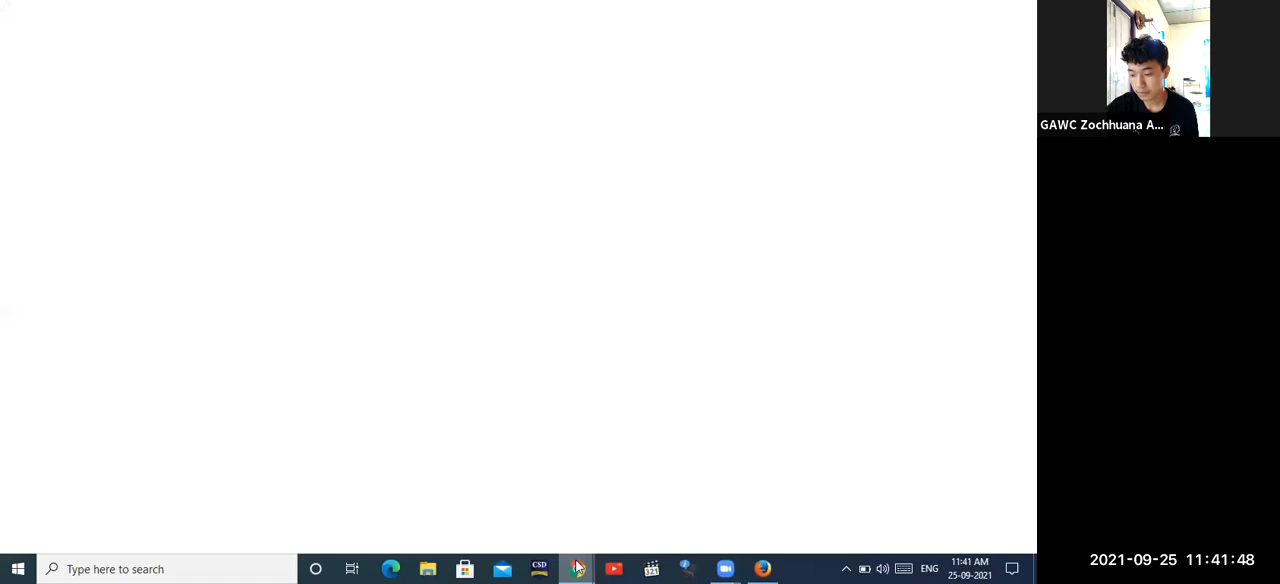 GAWC Zochhuana A...
Type here to search
CSD
321
ENG
11:41 AM
25-09-2021
2021-09-25 11:41:48